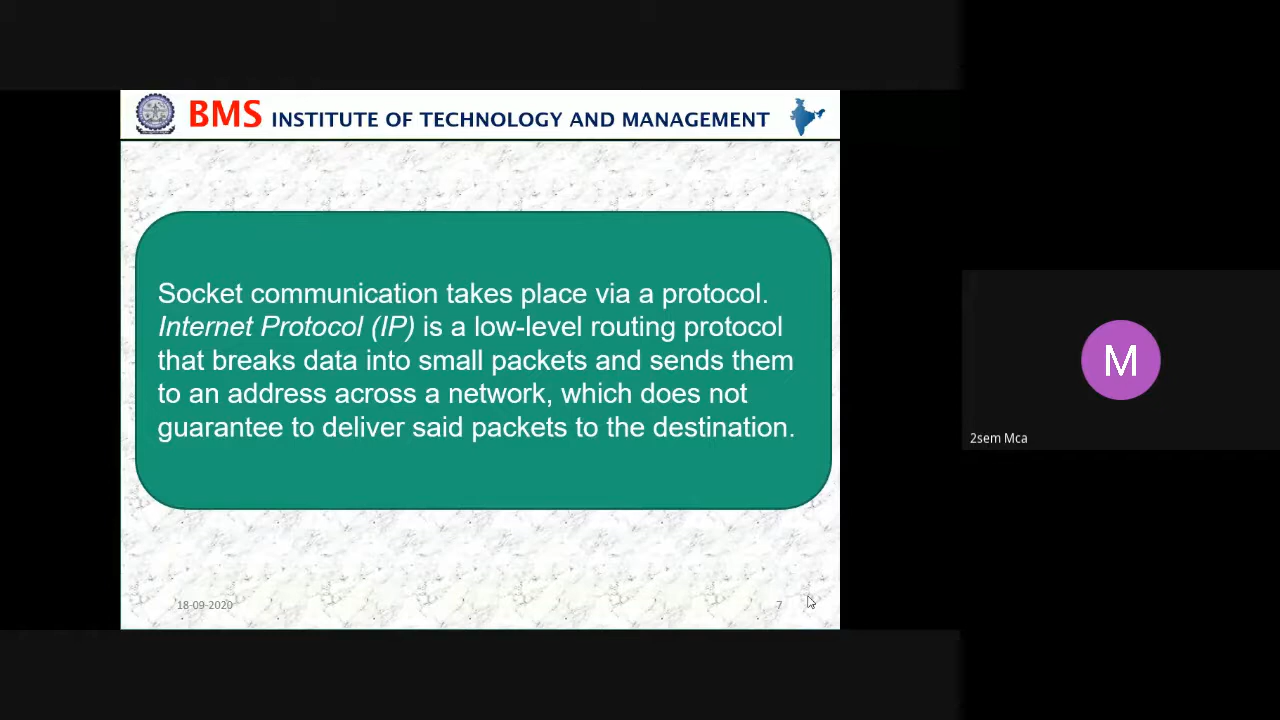 BMS INSTITUTE OF TECHNOLOGY AND MANAGEMENT
Socket communication takes place via a protocol.
Internet Protocol (IP) is a low-level routing protocol
that breaks data into small packets and sends them
to an address across a network, which does not
guarantee to deliver said packets to the destination.
18-09-2020
7
M
2sem Mca